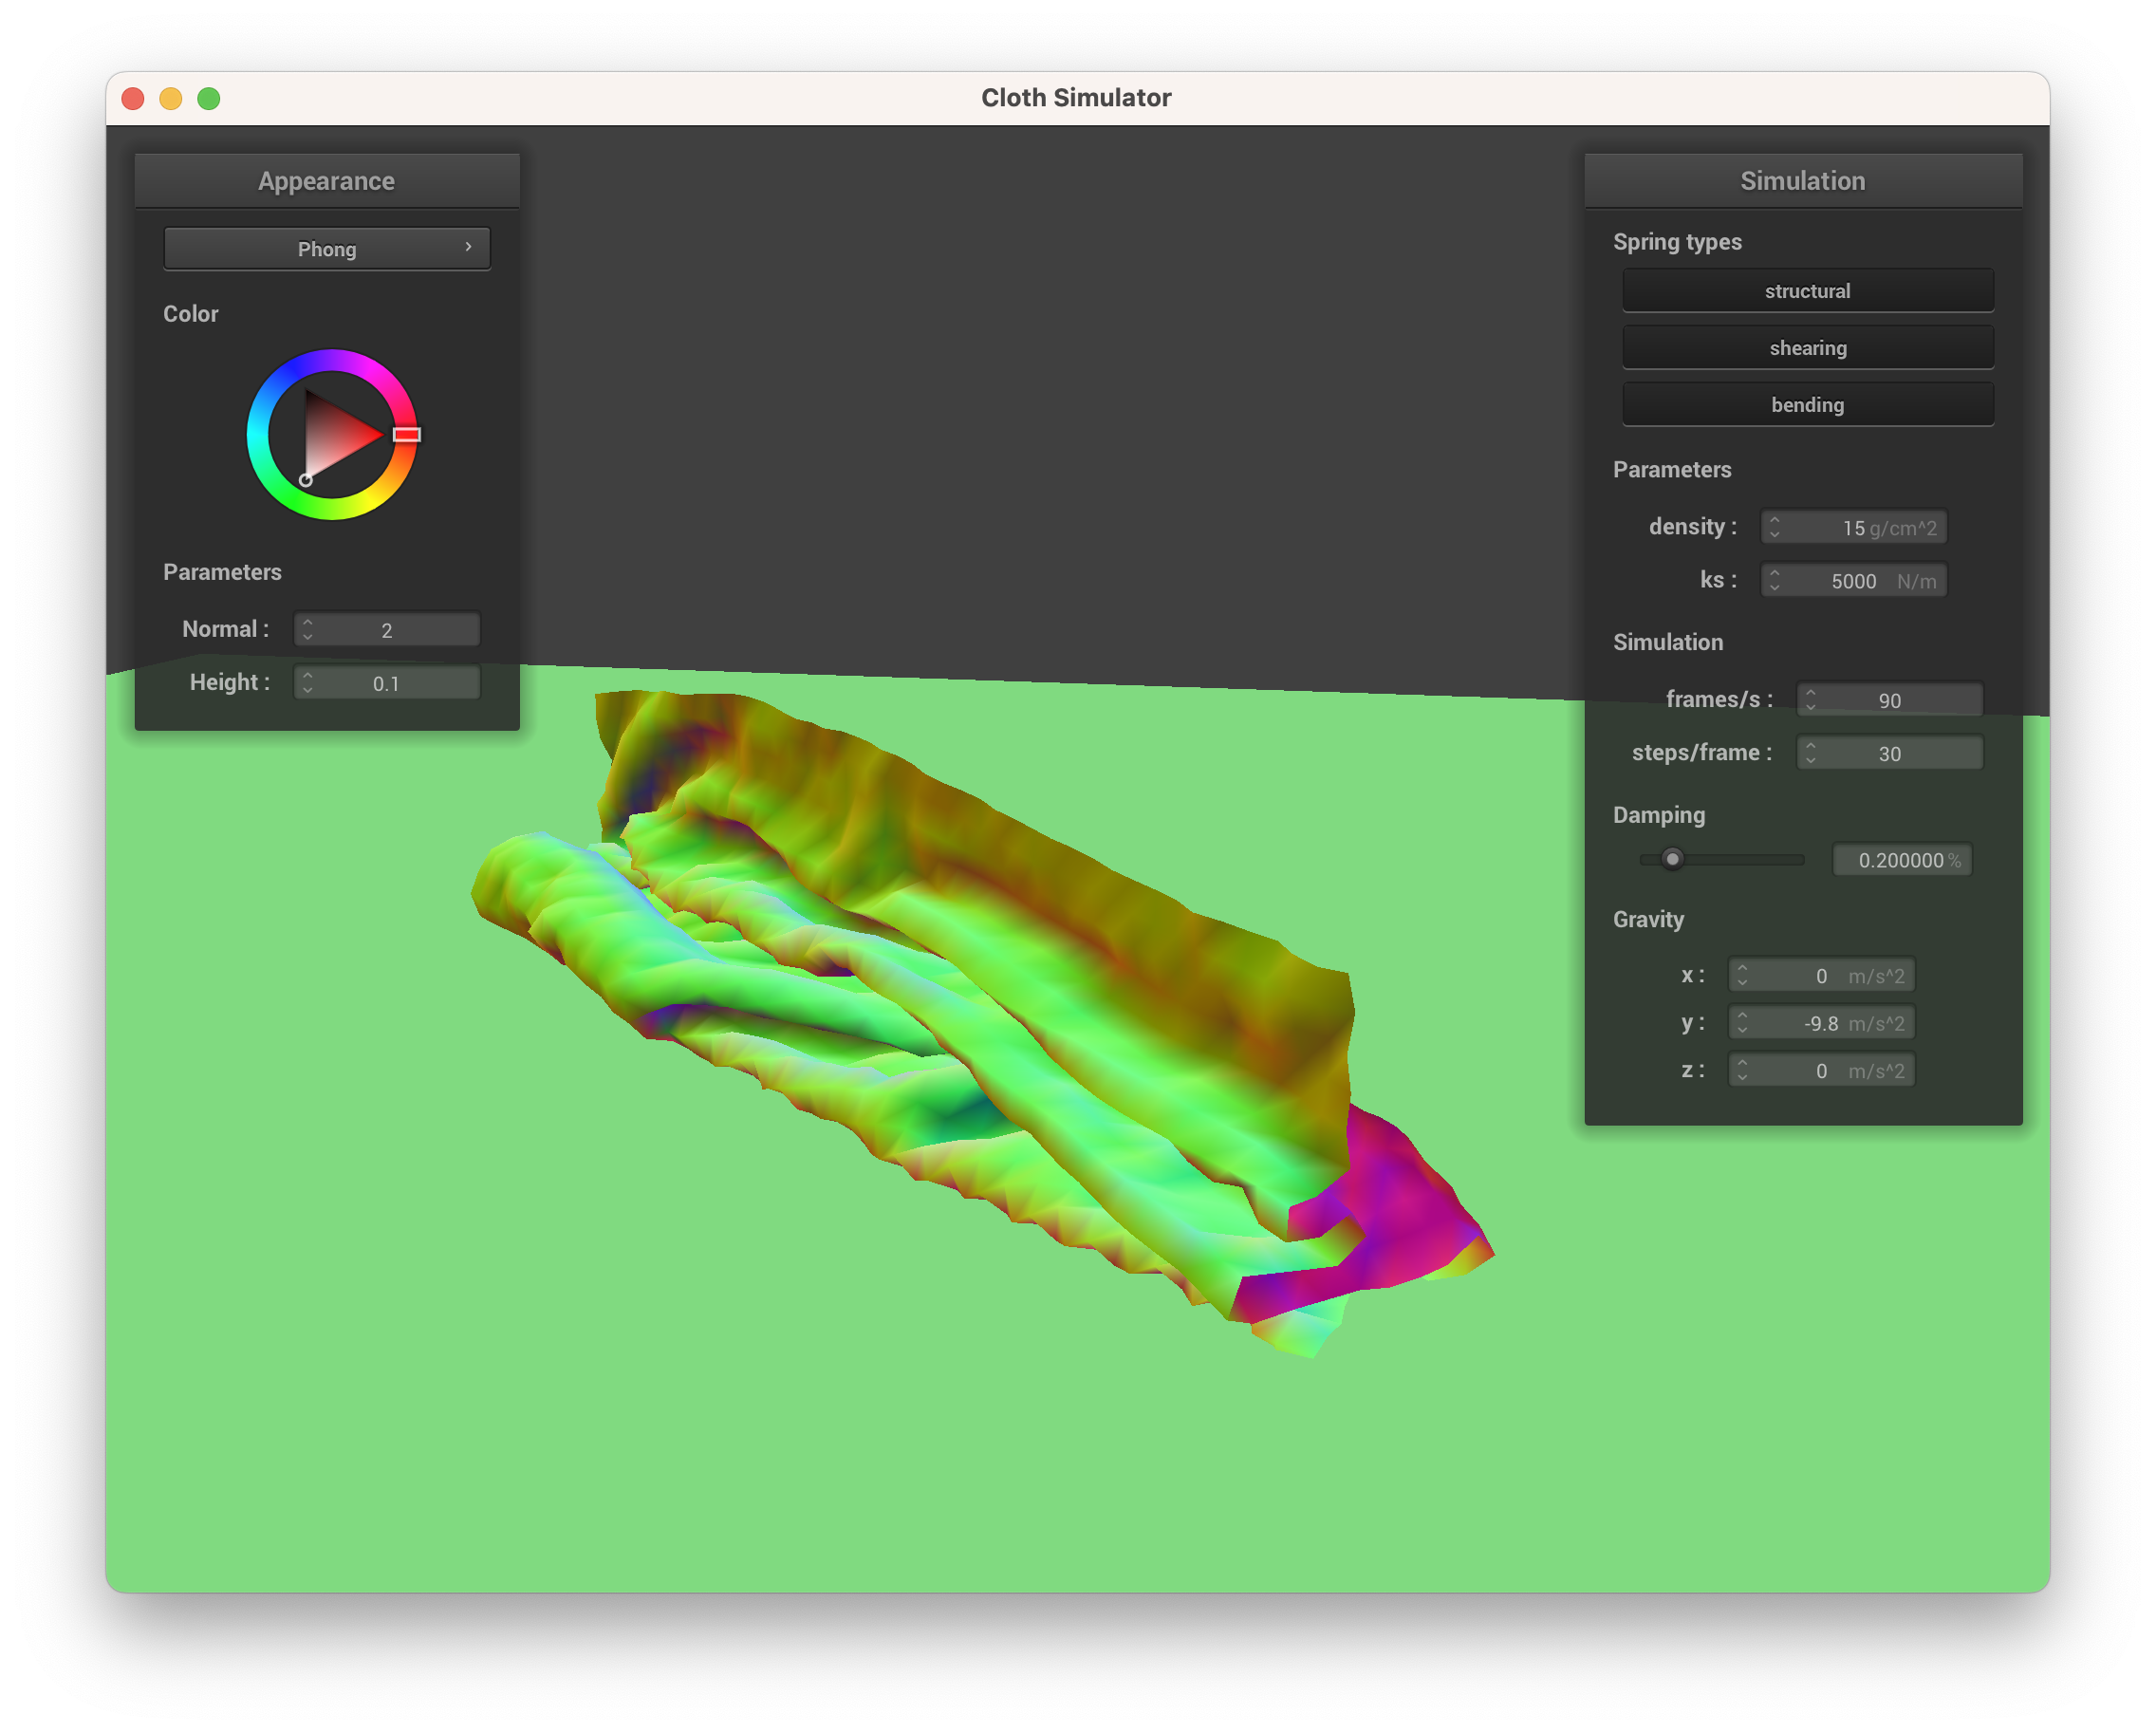 Cloth Simulator
Appearance
Phong
Color
Parameters
Normal : 2
Height : 0.1
Simulation
Spring types
structural
shearing
bending
Parameters
density : 15 g/cm^2
ks : 5000 N/m
Simulation
frames/s : 90
steps/frame : 30
Damping
0.200000 %
Gravity
x : 0 m/s^2
y : -9.8 m/s^2
z : 0 m/s^2